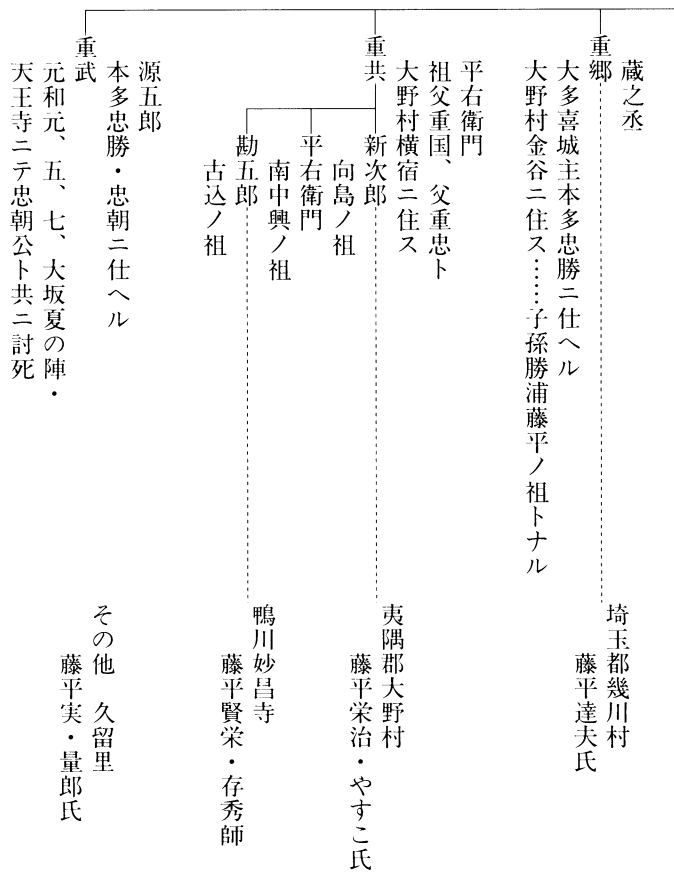 重郷
蔵之丞
大多喜城主本多忠勝ニ仕ヘル
大野村金谷ニ住ス……子孫勝浦藤平ノ祖トナル
埼玉都幾川村
藤平達夫氏
重共
平右衛門
祖父重国、父重忠ト
大野村横宿ニ住ス
新次郎
向島ノ祖
夷隅郡大野村
藤平栄治・やすこ氏
平右衛門
南中興ノ祖
勘五郎
古込ノ祖
鴨川妙昌寺
藤平賢栄・存秀師
重武
源五郎
本多忠勝・忠朝ニ仕ヘル
元和元、五、七、大坂夏の陣・
天王寺ニテ忠朝公ト共ニ討死
その他 久留里
藤平実・量郎氏